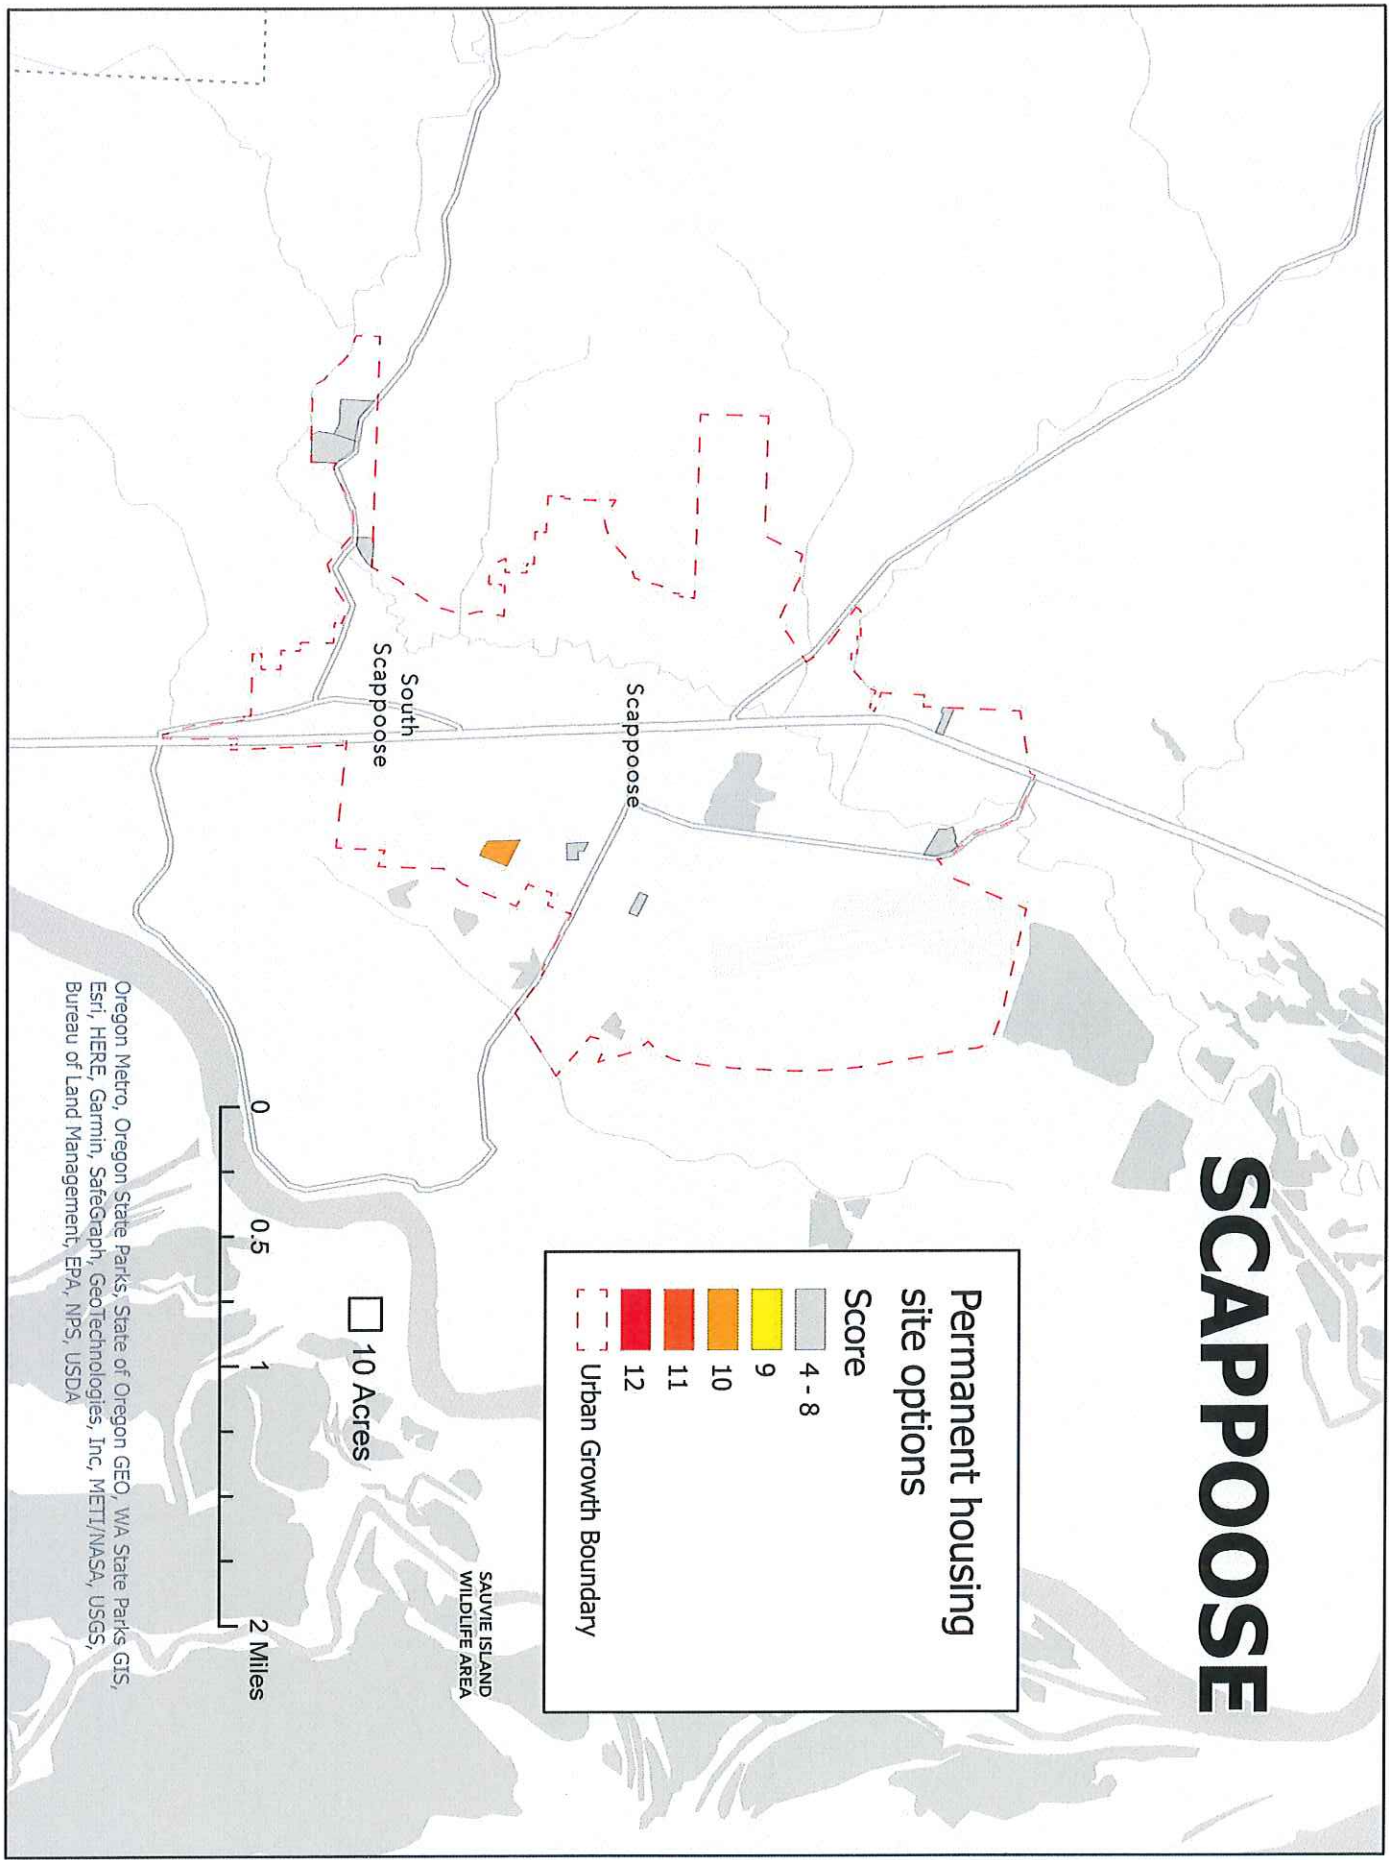 SCAPPOOSE
Permanent housing
site options
Score
4 - 8
9
10
11
12
Urban Growth Boundary
Scappoose
South
Scappoose
SAUVIE ISLAND
WILDLIFE AREA
10 Acres
0 0.5 1 2 Miles
Oregon Metro, Oregon State Parks, State of Oregon GEO, WA State Parks GIS,
Esri, HERE, Garmin, SafeGraph, GeoTechnologies, Inc, METI/NASA, USGS,
Bureau of Land Management, EPA, NPS, USDA